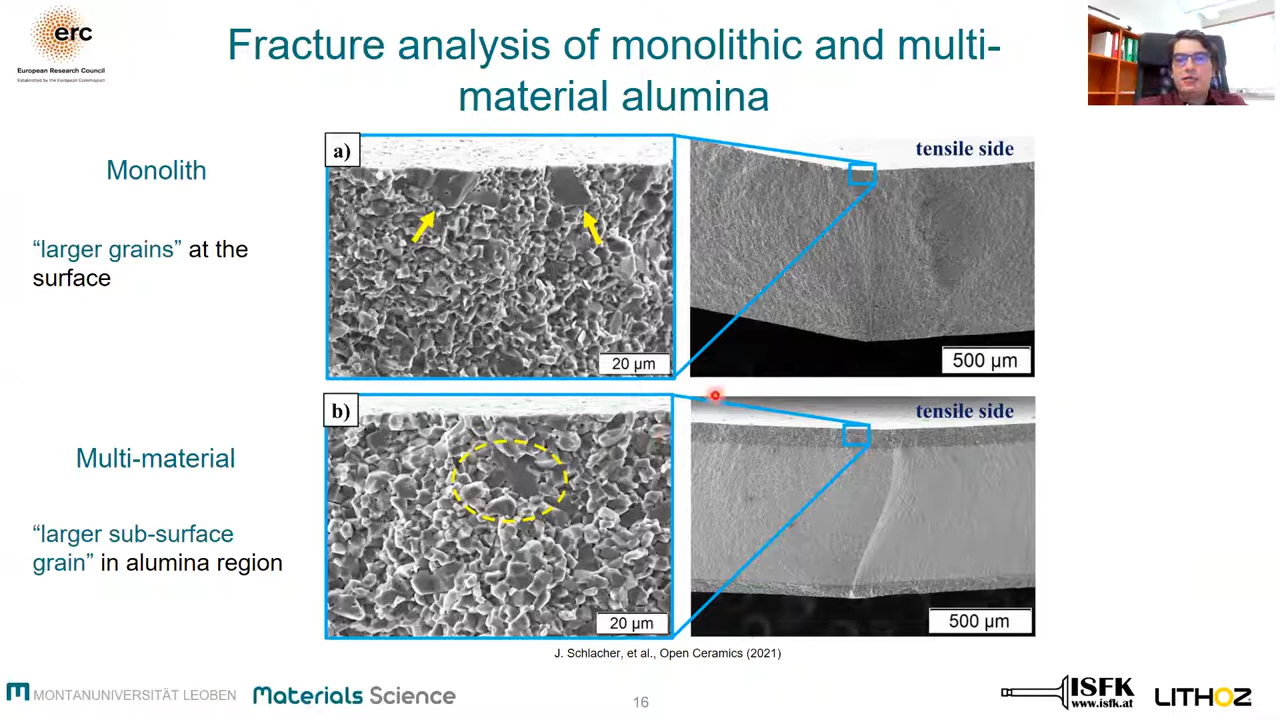 erc
European Research Council
Established by the European Commission
Fracture analysis of monolithic and multi-
material alumina
Monolith
“larger grains” at the
surface
a)
20 µm
tensile side
500 µm
Multi-material
“larger sub-surface
grain” in alumina region
b)
20 µm
tensile side
500 µm
J. Schlacher, et al., Open Ceramics (2021)
MONTANUNIVERSITÄT LEOBEN
Materials Science
16
ISFK
www.isfk.at
LITHOZ